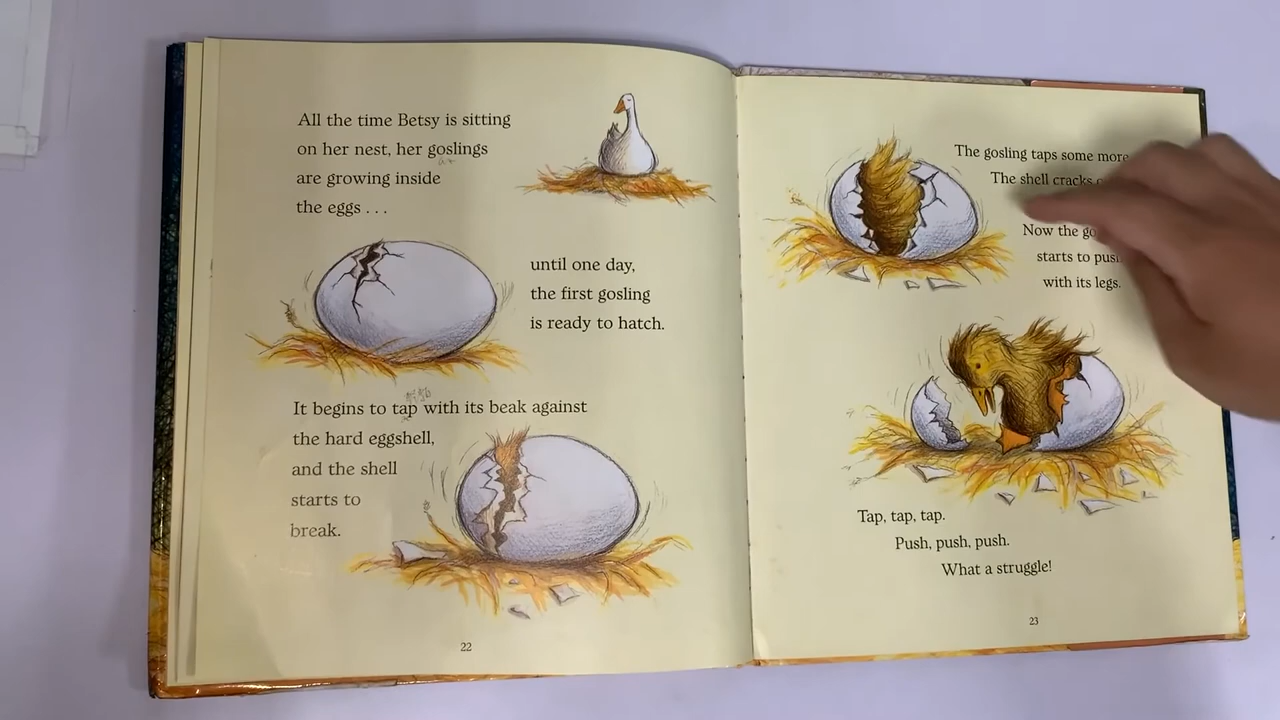 All the time Betsy is sitting
on her nest, her goslings
are growing inside
the eggs . . .
until one day,
the first gosling
is ready to hatch.
It begins to tap with its beak against
the hard eggshell,
and the shell
starts to
break.
22
The gosling taps some more
The shell cracks
Now the
starts to
with its legs.
Tap, tap, tap.
Push, push, push.
What a struggle!
23